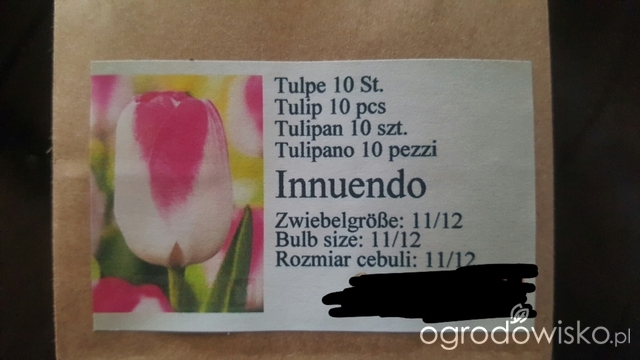 Tulpe 10 St.
Tulip 10 pcs
Tulipan 10 szt.
Tulipano 10 pezzi
Innuendo
Zwiebelgröße: 11/12
Bulb size: 11/12
Rozmiar cebuli: 11/12
ogrodowisko.pl